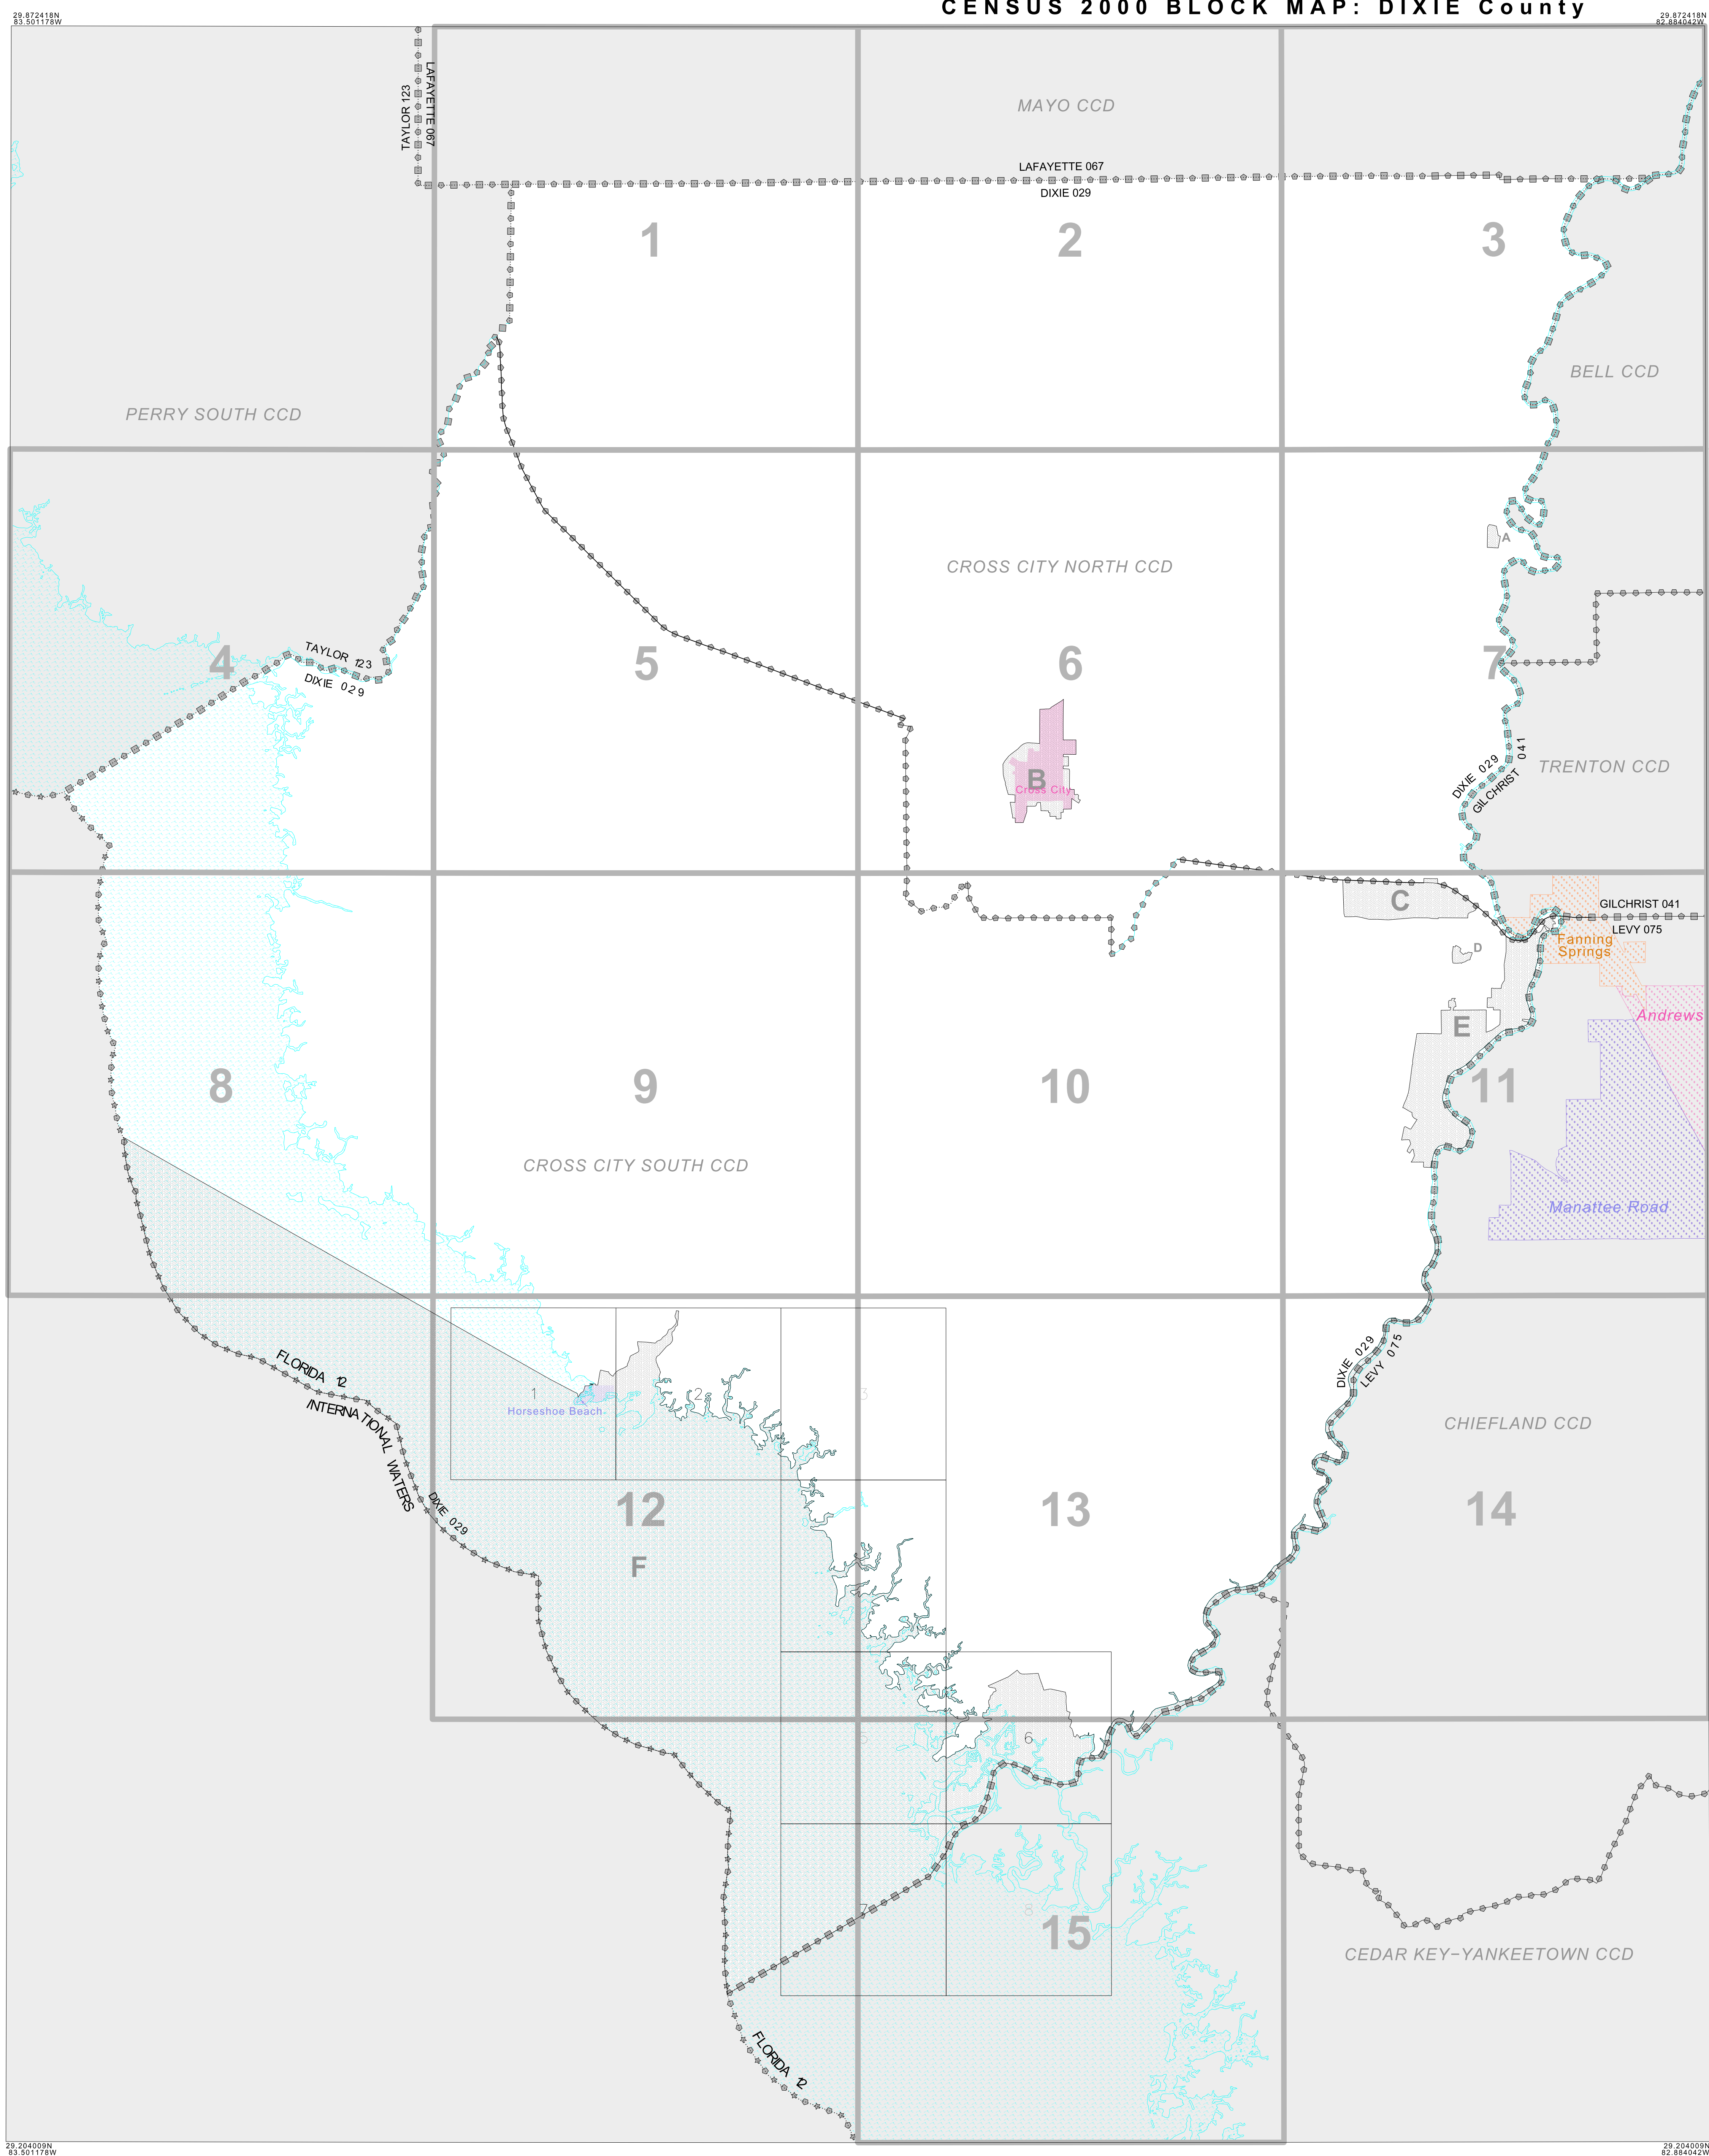 CENSUS 2000 BLOCK MAP: DIXIE County
29.872418N
83.501178W
29.872418N
82.884042W
TAYLOR 123
LAFAYETTE 067
MAYO CCD
LAFAYETTE 067
DIXIE 029
1
2
3
BELL CCD
PERRY SOUTH CCD
A
CROSS CITY NORTH CCD
TAYLOR 123
DIXIE 029
4
5
6
7
DIXIE 029
GILCHRIST 041
TRENTON CCD
B
Cross City
C
GILCHRIST 041
LEVY 075
Fanning
Springs
D
Andrews
E
8
9
10
11
CROSS CITY SOUTH CCD
Manattee Road
FLORIDA 12
INTERNATIONAL WATERS
DIXIE 029
DIXIE 029
LEVY 075
1
2
3
Horseshoe Beach
CHIEFLAND CCD
12
13
14
F
6
7
8
15
CEDAR KEY-YANKEETOWN CCD
FLORIDA 12
29.204009N
83.501178W
29.204009N
82.884042W